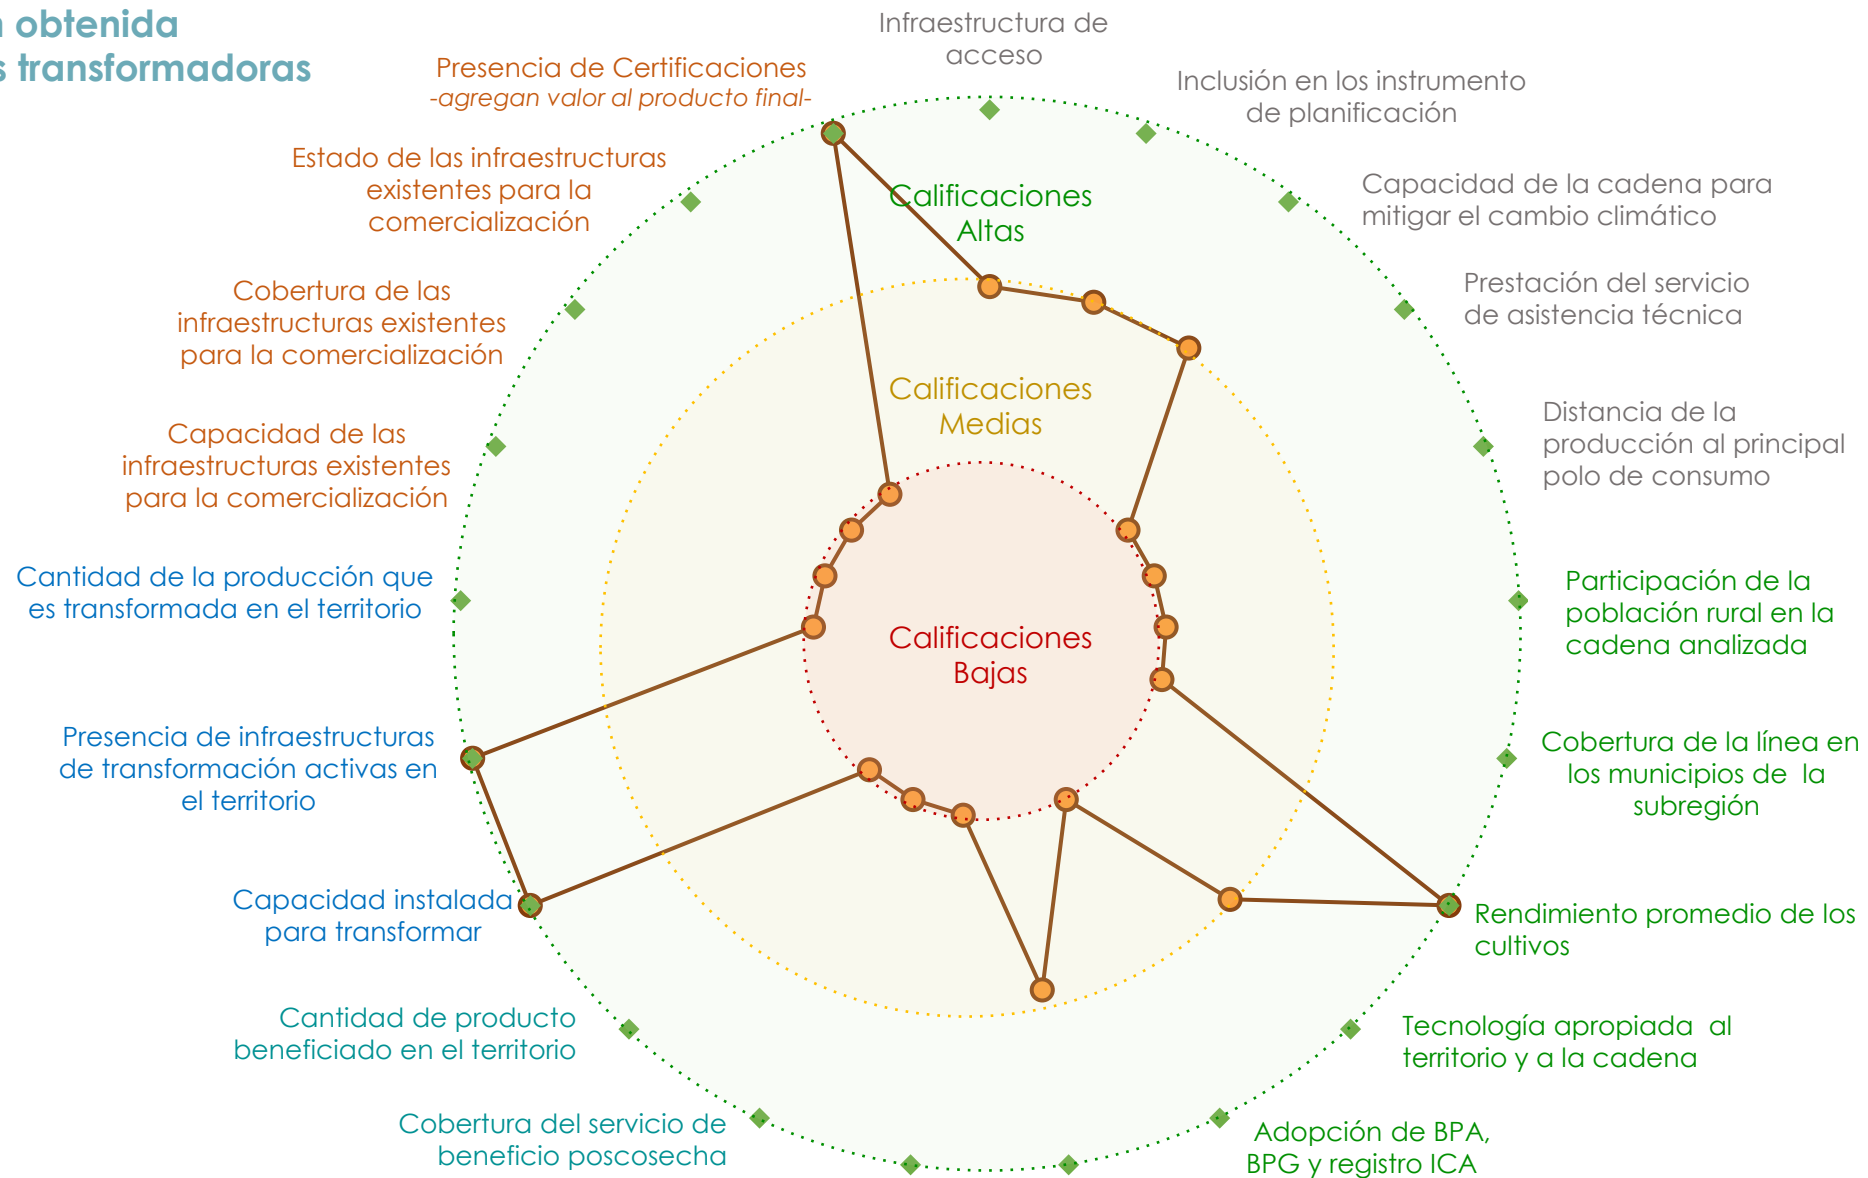 obtenida
transformadoras
Infraestructura de
acceso
Inclusión en los instrumento
de planificación
Capacidad de la cadena para
mitigar el cambio climático
Prestación del servicio
de asistencia técnica
Distancia de la
producción al principal
polo de consumo
Participación de la
población rural en la
cadena analizada
Cobertura de la línea en
los municipios de la
subregión
Rendimiento promedio de los
cultivos
Tecnología apropiada al
territorio y a la cadena
Adopción de BPA,
BPG y registro ICA
Cobertura del servicio de
beneficio poscosecha
Cantidad de producto
beneficiado en el territorio
Capacidad instalada
para transformar
Presencia de infraestructuras
de transformación activas en
el territorio
Cantidad de la producción que
es transformada en el territorio
Capacidad de las
infraestructuras existentes
para la comercialización
Cobertura de las
infraestructuras existentes
para la comercialización
Estado de las infraestructuras
existentes para la
comercialización
Presencia de Certificaciones
-agregan valor al producto final-
Calificaciones
Altas
Calificaciones
Medias
Calificaciones
Bajas